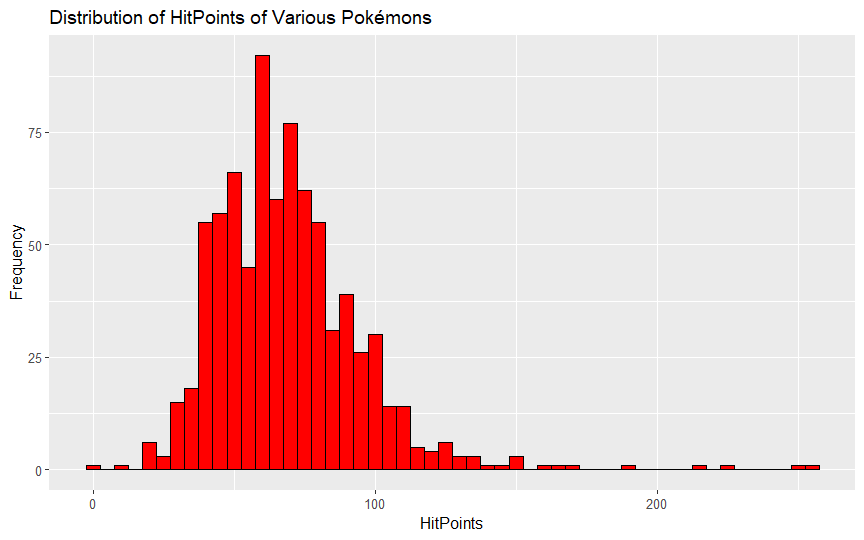 Distribution of HitPoints of Various Pokémons
75
50
25
0
Frequency
0 100 200
HitPoints